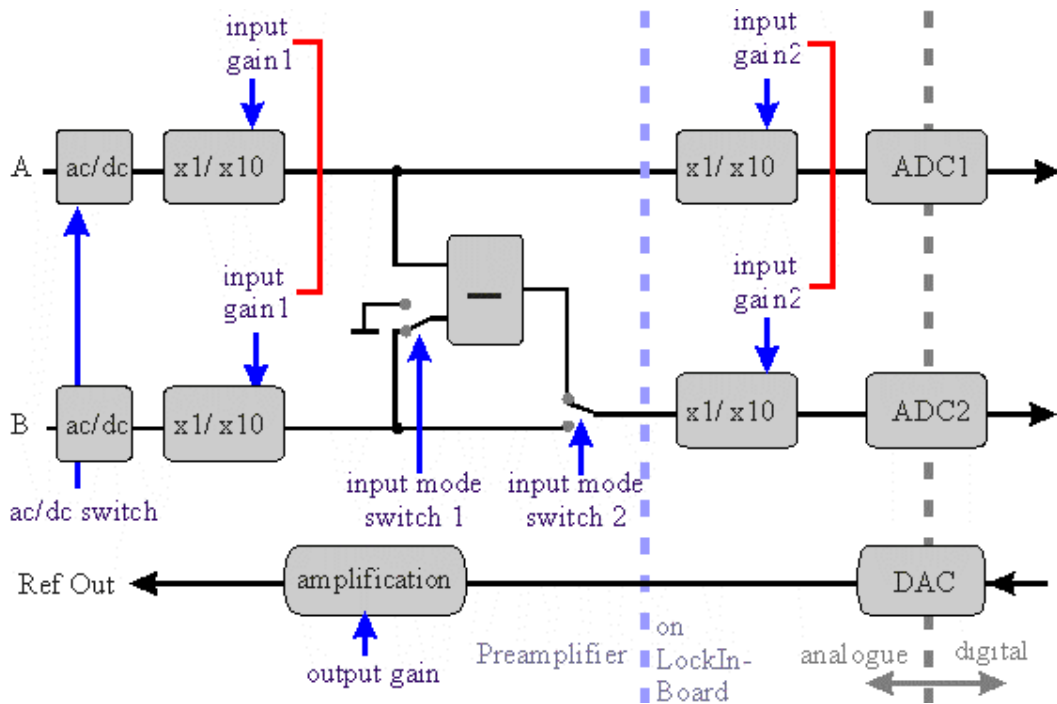 input
gain1
input
gain2
A
ac/dc
x1/ x10
x1/ x10
ADC1
input
gain1
input
gain2
B
ac/dc
x1/ x10
x1/ x10
ADC2
ac/dc switch
input mode
switch 1
input mode
switch 2
Ref Out
amplification
DAC
output gain
Preamplifier
on
LockIn-
Board
analogue
digital